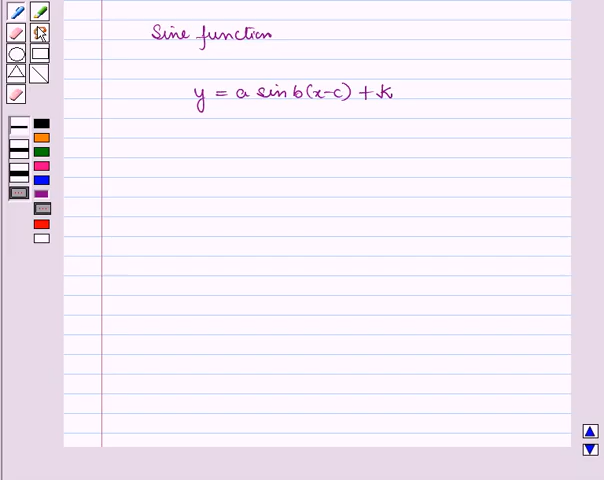 Sine function
y = a sin b(x-c) + k